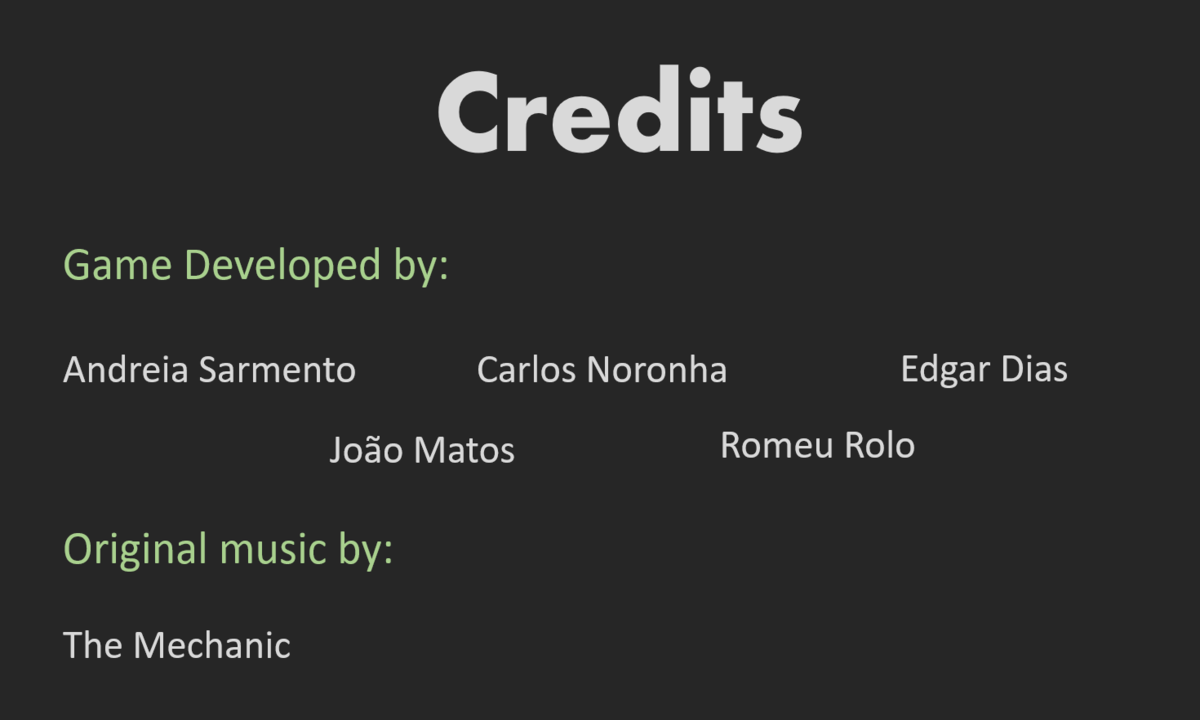 Credits
Game Developed by:
Andreia Sarmento Carlos Noronha Edgar Dias
João Matos Romeu Rolo
Original music by:
The Mechanic